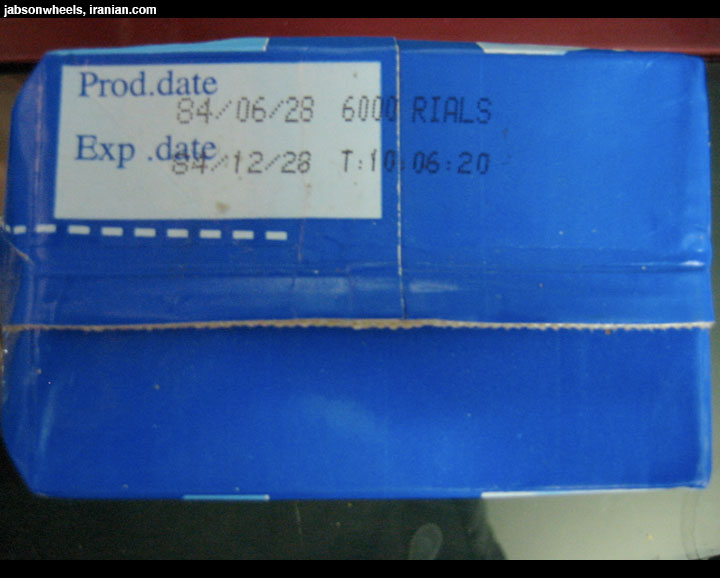 jabsonwheels, iranian.com
Prod.date
84/06/28 6000 RIALS
Exp .date
84/12/28 T:10:06:20